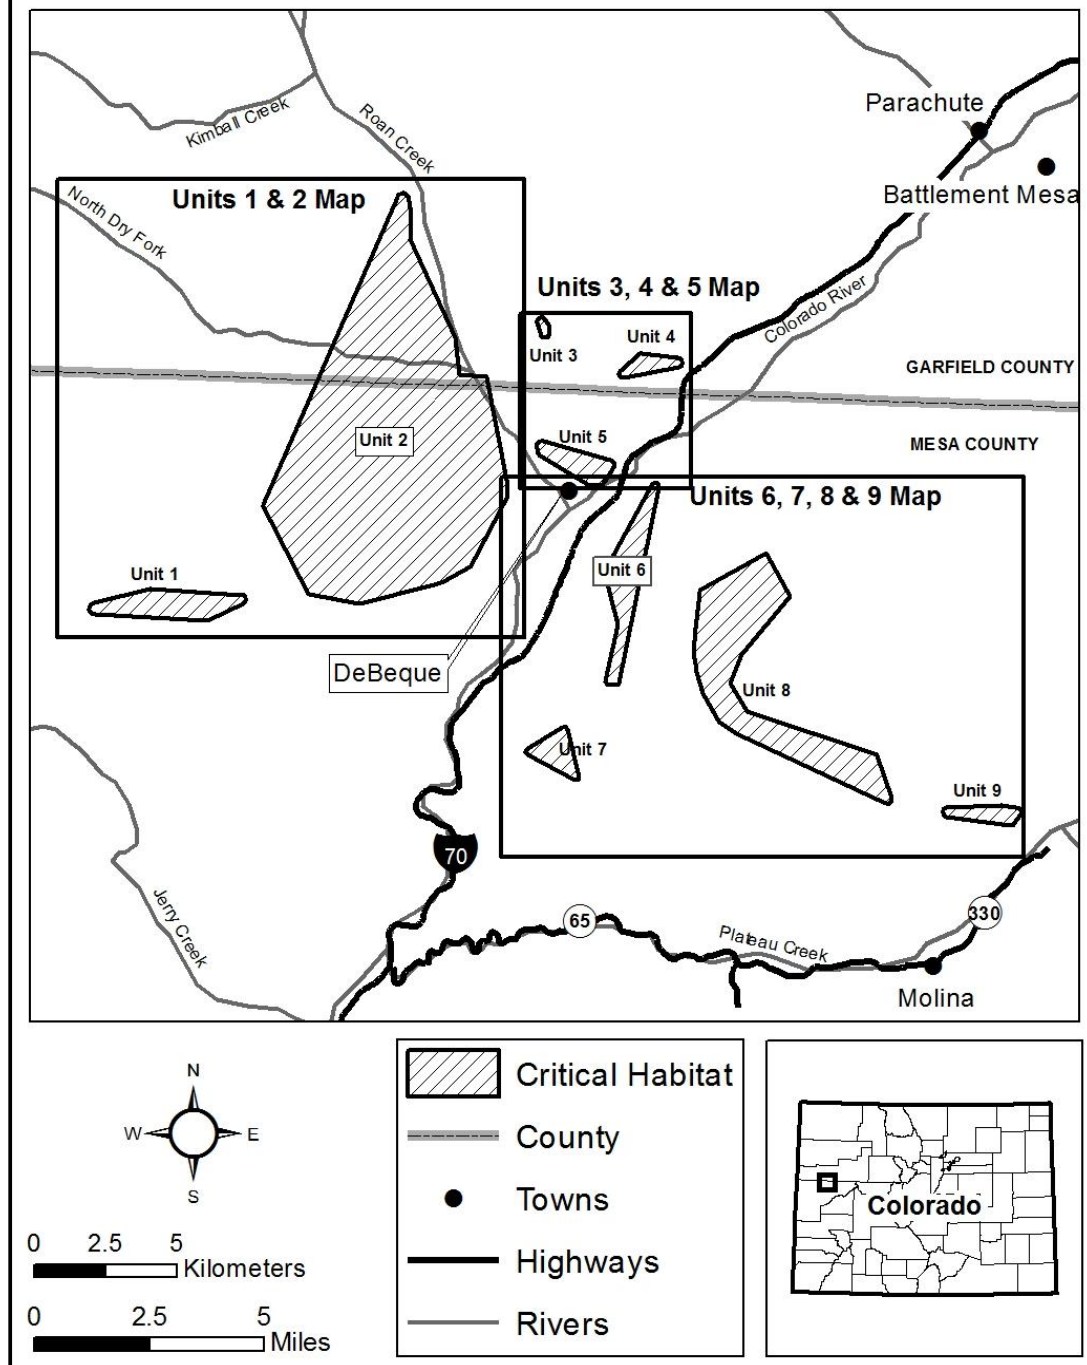 Parachute
Battlement Mesa
Kimball Creek
Roan Creek
North Dry Fork
Units 1 & 2 Map
Units 3, 4 & 5 Map
Colorado River
Unit 3
Unit 4
GARFIELD COUNTY
MESA COUNTY
Unit 2
Unit 5
Units 6, 7, 8 & 9 Map
Unit 1
Unit 6
DeBeque
Unit 8
Unit 7
Unit 9
70
Jerry Creek
65
330
Plateau Creek
Molina
N
W E
S
0 2.5 5
Kilometers
0 2.5 5
Miles
Critical Habitat
County
Towns
Highways
Rivers
Colorado